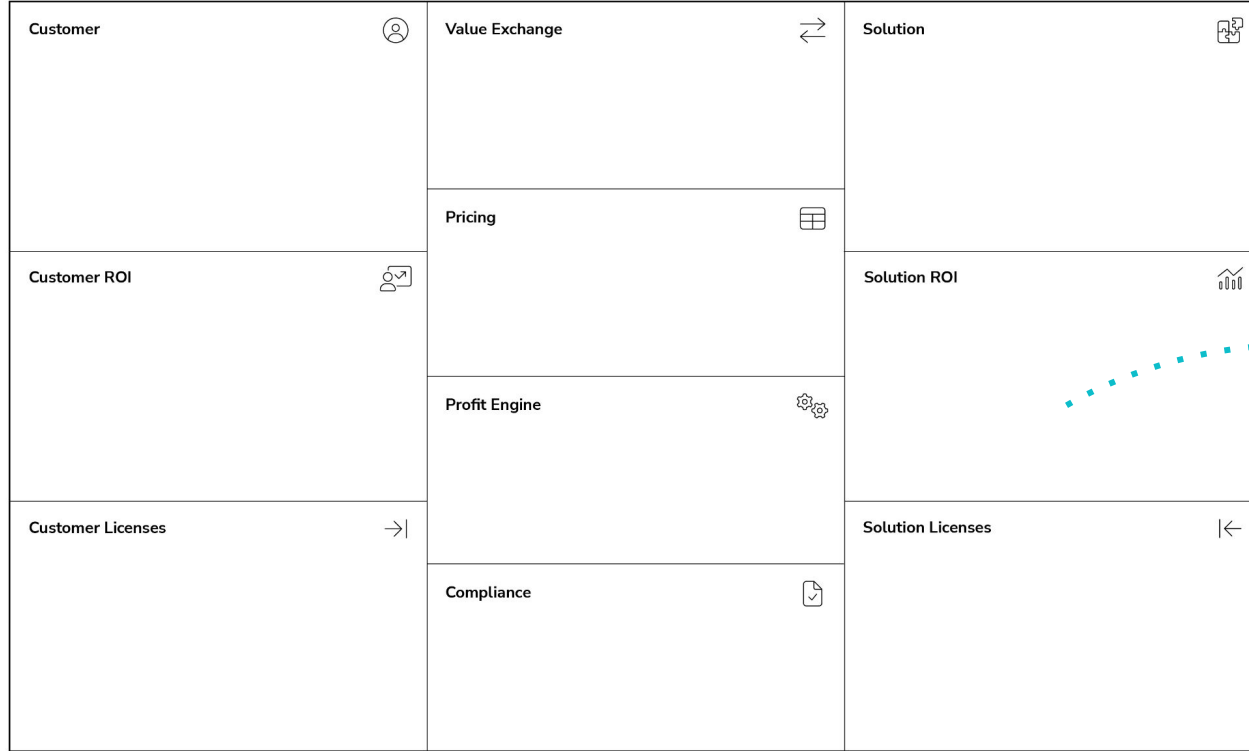 Customer
Value Exchange
Solution
Pricing
Customer ROI
Solution ROI
Profit Engine
Customer Licenses
Solution Licenses
Compliance